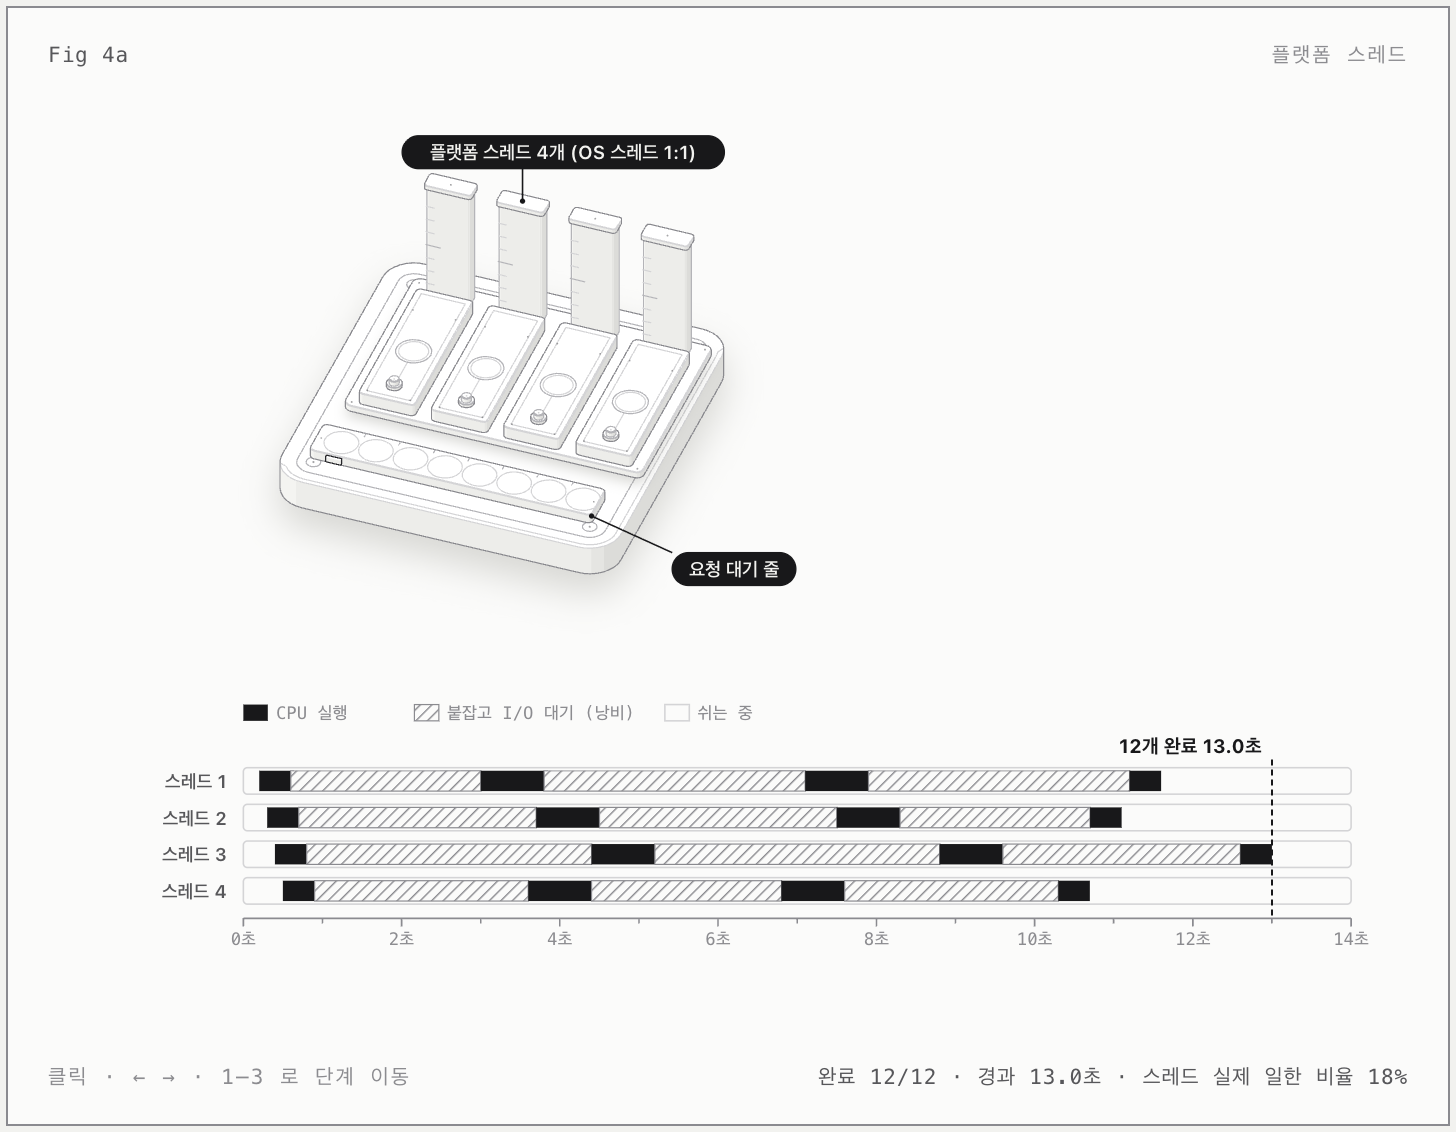 Fig 4a
플랫폼 스레드
플랫폼 스레드 4개 (OS 스레드 1:1)
요청 대기 줄
CPU 실행
붙잡고 I/O 대기 (낭비)
쉬는 중
12개 완료 13.0초
스레드 1
스레드 2
스레드 3
스레드 4
0초 2초 4초 6초 8초 10초 12초 14초
클릭 · ← → · 1—3 로 단계 이동
완료 12/12 · 경과 13.0초 · 스레드 실제 일한 비율 18%